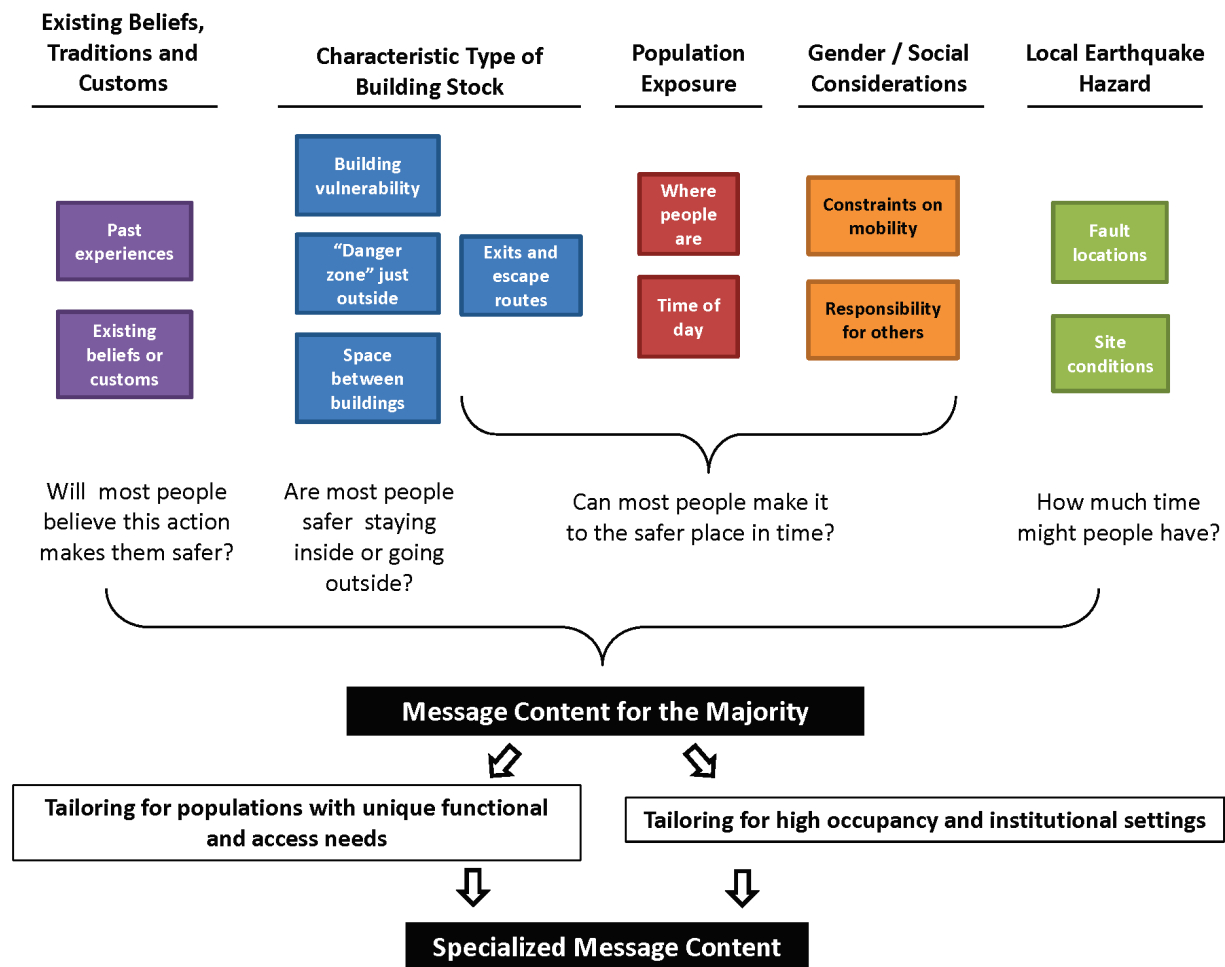 Existing Beliefs,
Traditions and
Customs
Characteristic Type of
Building Stock
Population
Exposure
Gender / Social
Considerations
Local Earthquake
Hazard
Past
experiences
Existing
beliefs or
customs
Building
vulnerability
“Danger
zone” just
outside
Space
between
buildings
Exits and
escape
routes
Where
people
are
Time of
day
Constraints on
mobility
Responsibility
for others
Fault
locations
Site
conditions
Will most people
believe this action
makes them safer?
Are most people
safer staying
inside or going
outside?
Can most people make it
to the safer place in time?
How much time
might people have?
Message Content for the Majority
Tailoring for populations with unique functional
and access needs
Tailoring for high occupancy and institutional settings
Specialized Message Content